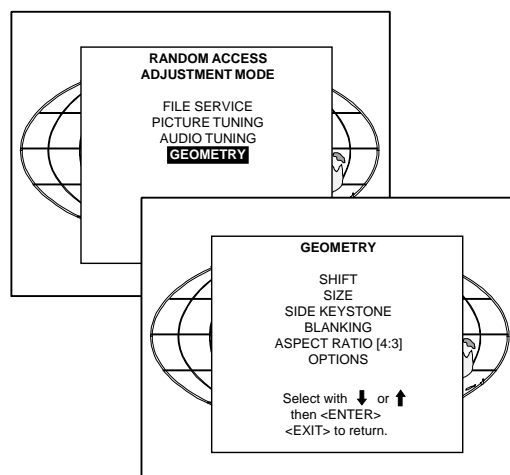 RANDOM ACCESS
ADJUSTMENT MODE
FILE SERVICE
PICTURE TUNING
AUDIO TUNING
GEOMETRY
GEOMETRY
SHIFT
SIZE
SIDE KEYSTONE
BLANKING
ASPECT RATIO [4:3]
OPTIONS
Select with ⬇ or ⬆
then <ENTER>
<EXIT> to return.